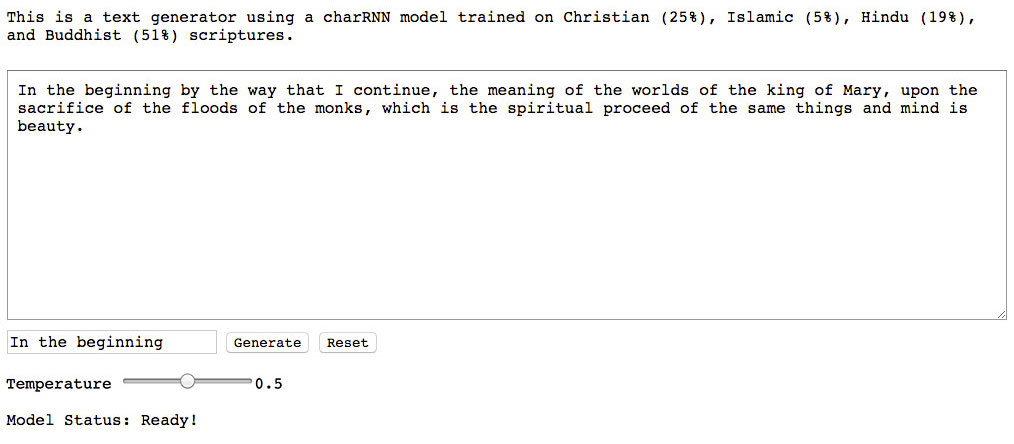 This is a text generator using a charRNN model trained on Christian (25%), Islamic (5%), Hindu (19%),
and Buddhist (51%) scriptures.
In the beginning by the way that I continue, the meaning of the worlds of the king of Mary, upon the
sacrifice of the floods of the monks, which is the spiritual proceed of the same things and mind is
beauty.
In the beginning Generate Reset
Temperature 0.5
Model Status: Ready!